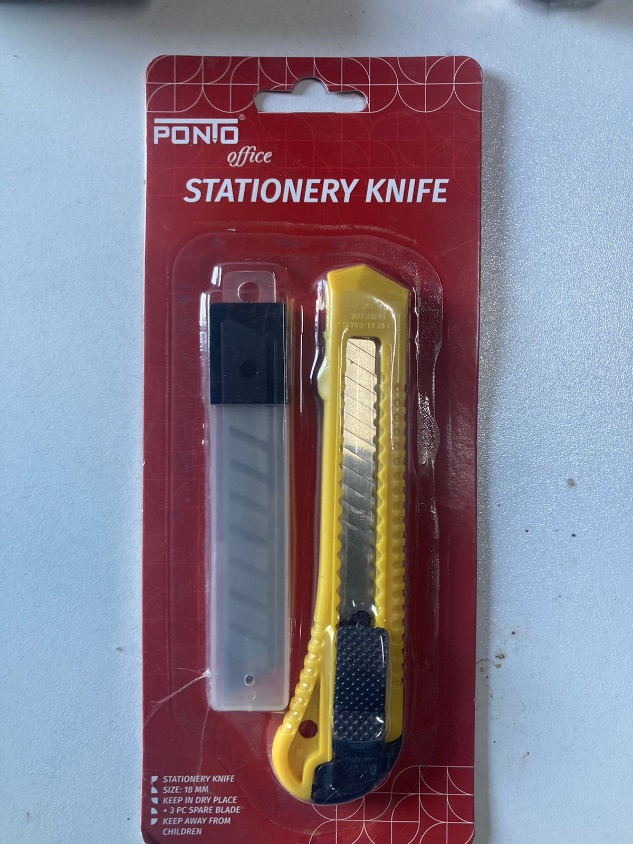 PONTO®
office
STATIONERY KNIFE
STATIONERY KNIFE
SIZE: 18 MM
KEEP IN DRY PLACE
+ 3 PC SPARE BLADE
KEEP AWAY FROM
CHILDREN